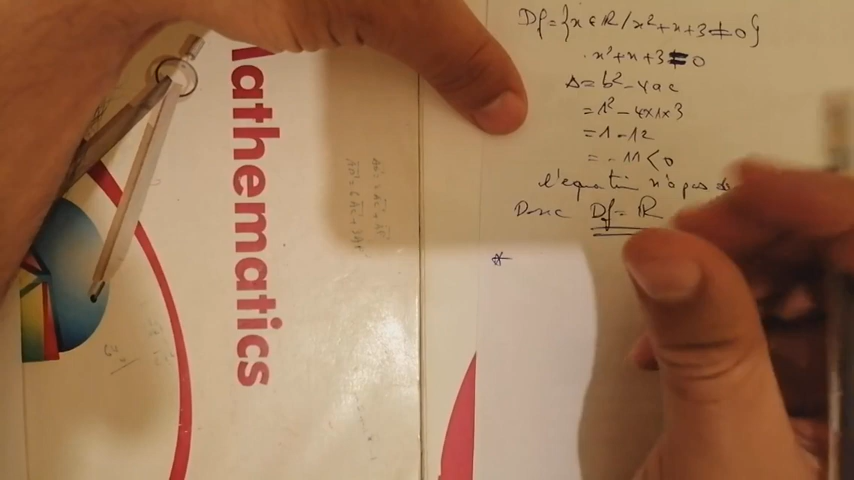 Mathematics
Df={x∈ℝ/x²+x+3≠0}
.x²+x+3=0
Δ=b²-4ac
=1²-4×1×3
=1-12
=-11<0
l'equation n'a pas
Donc Df=ℝ
*